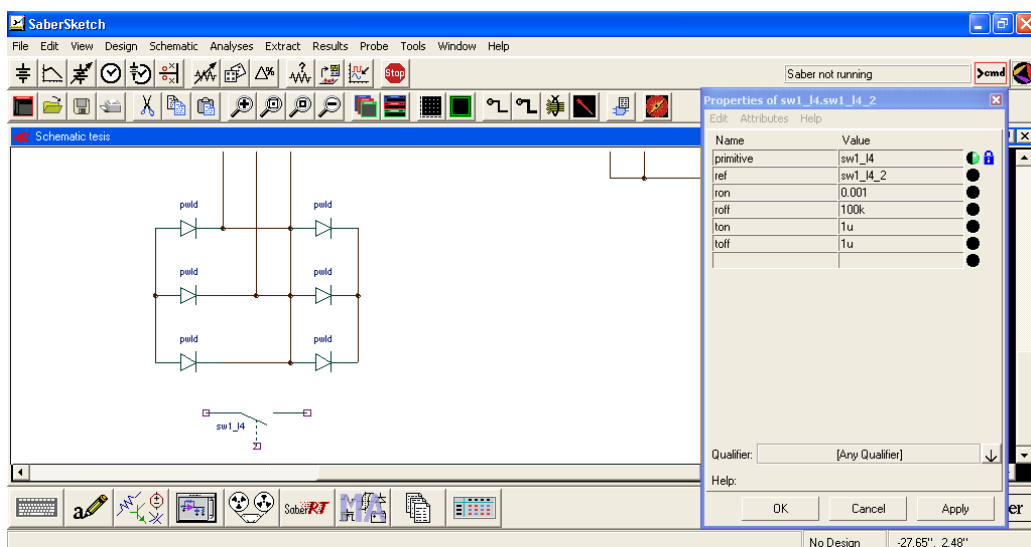 SaberSketch
File Edit View Design Schematic Analyses Extract Results Probe Tools Window Help
Stop
Saber not running
>cmd
Schematic tesis
pwld pwld
pwld pwld
pwld pwld
sw1_l4
Properties of sw1_l4.sw1_l4_2
Edit Attributes Help
Name Value
primitive sw1_l4
ref sw1_l4_2
ron 0.001
roff 100k
ton 1u
toff 1u
Qualifier: [Any Qualifier]
Help:
OK Cancel Apply
a
SaberRT
MA
er
No Design -27.65", 2.48"